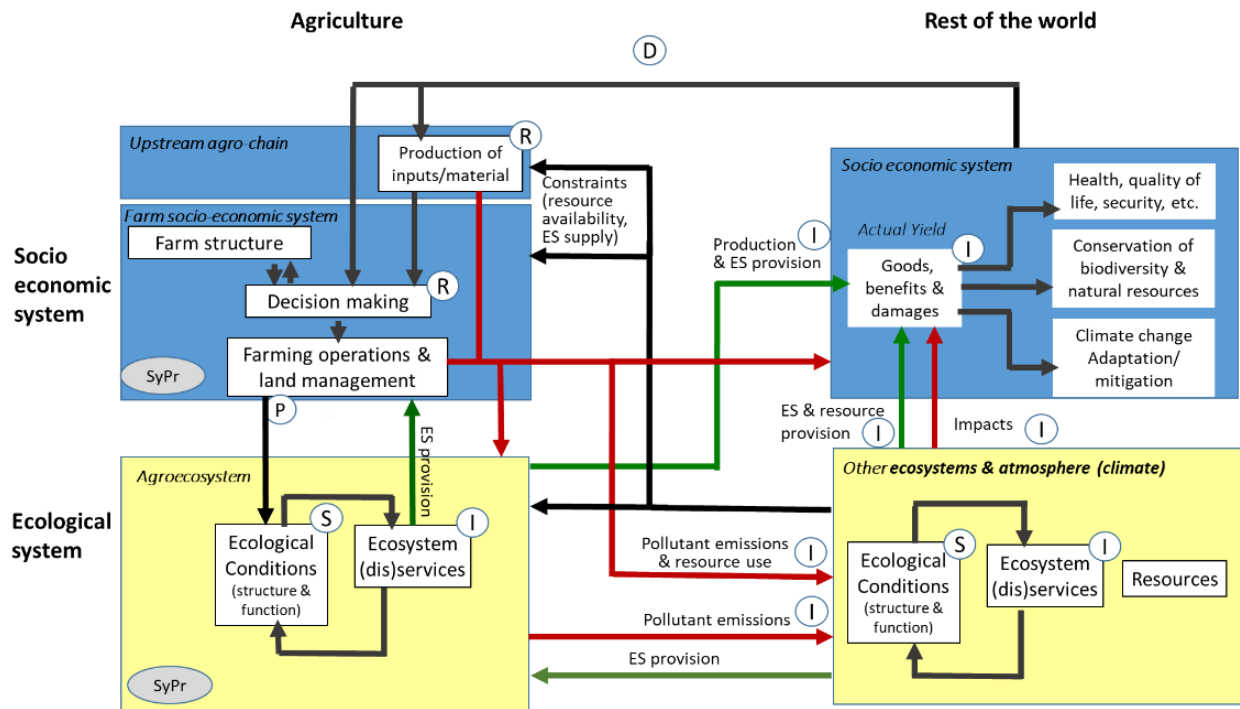 Agriculture
Rest of the world
D
Upstream agro-chain
R
Production of
inputs/material
Farm socio-economic system
Farm structure
Decision making
R
Farming operations &
land management
SyPr
P
Constraints
(resource
availability,
ES supply)
Socio
economic
system
Production
& ES provision
I
Socio economic system
Actual Yield
I
Goods,
benefits &
damages
Health, quality of
life, security, etc.
Conservation of
biodiversity &
natural resources
Climate change
Adaptation/
mitigation
ES & resource
provision
I
Impacts
I
ES provision
Ecological
system
Agroecosystem
S
Ecological
Conditions
(structure &
function)
I
Ecosystem
(dis)services
SyPr
Pollutant emissions
& resource use
I
Pollutant emissions
I
ES provision
Other ecosystems & atmosphere (climate)
S
Ecological
Conditions
(structure &
function)
I
Ecosystem
(dis)services
Resources